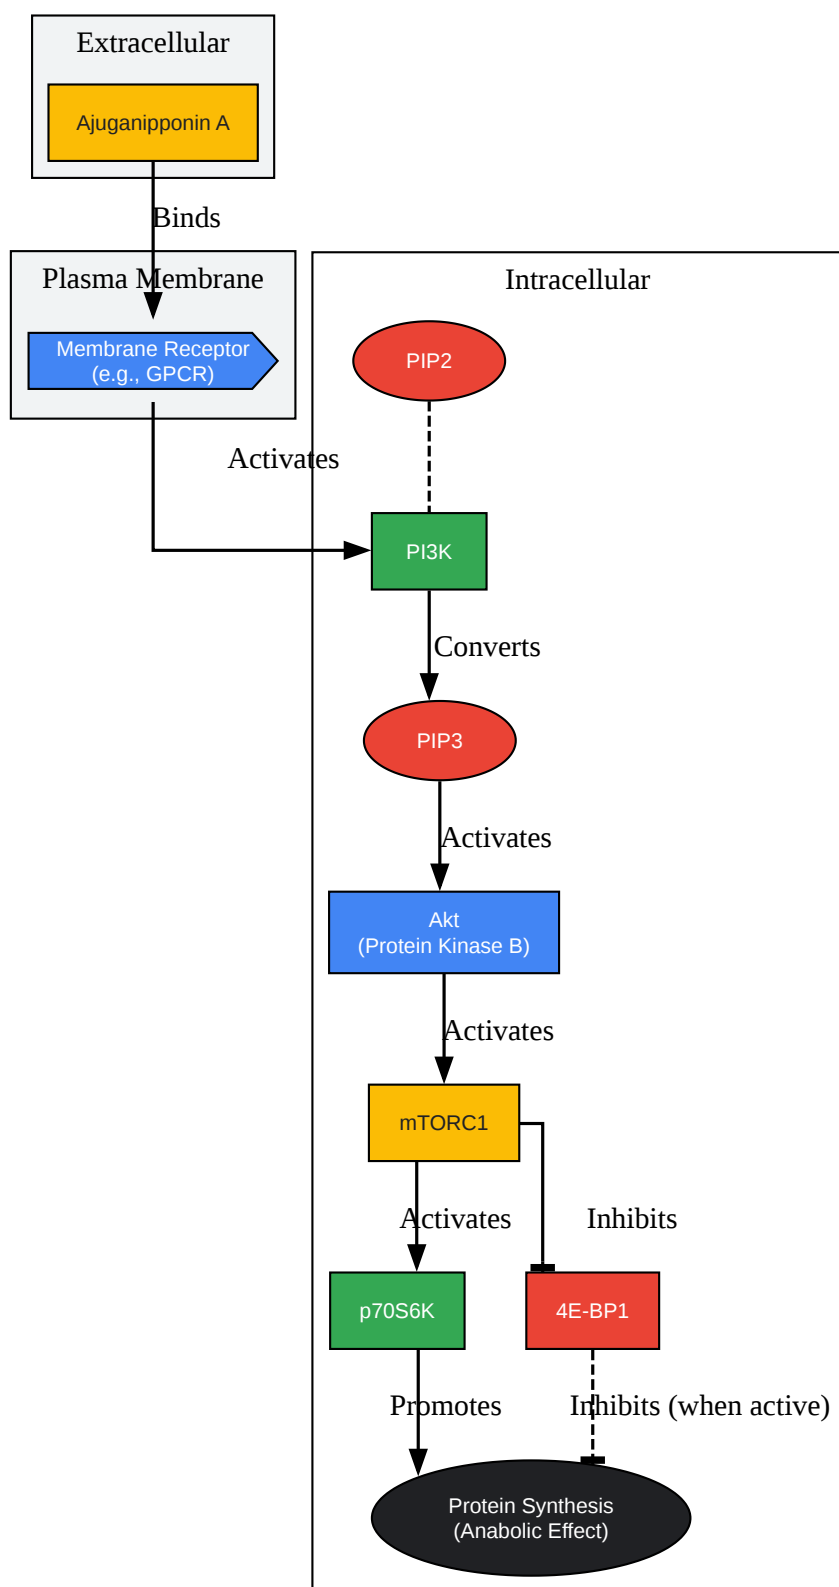 Extracellular
Ajuganipponin A
Binds
Plasma Membrane
Membrane Receptor
(e.g., GPCR)
Intracellular
PIP2
Activates
PI3K
Converts
PIP3
Activates
Akt
(Protein Kinase B)
Activates
mTORC1
Activates
Inhibits
p70S6K
4E-BP1
Promotes
Inhibits (when active)
Protein Synthesis
(Anabolic Effect)